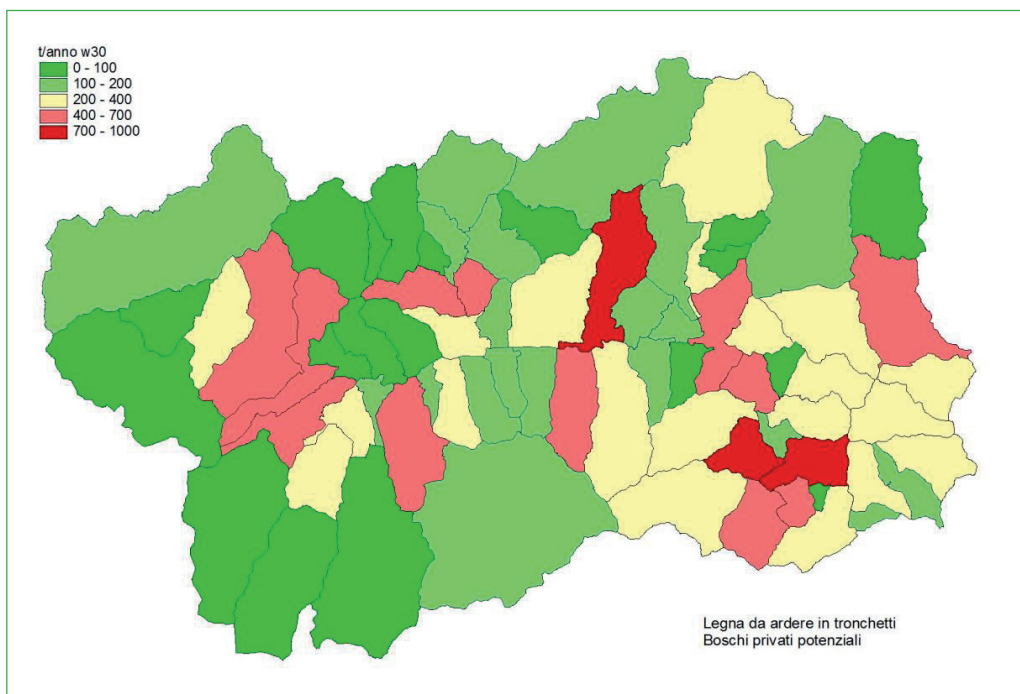 t/anno w30
0 - 100
100 - 200
200 - 400
400 - 700
700 - 1000
Legna da ardere in tronchetti
Boschi privati potenziali